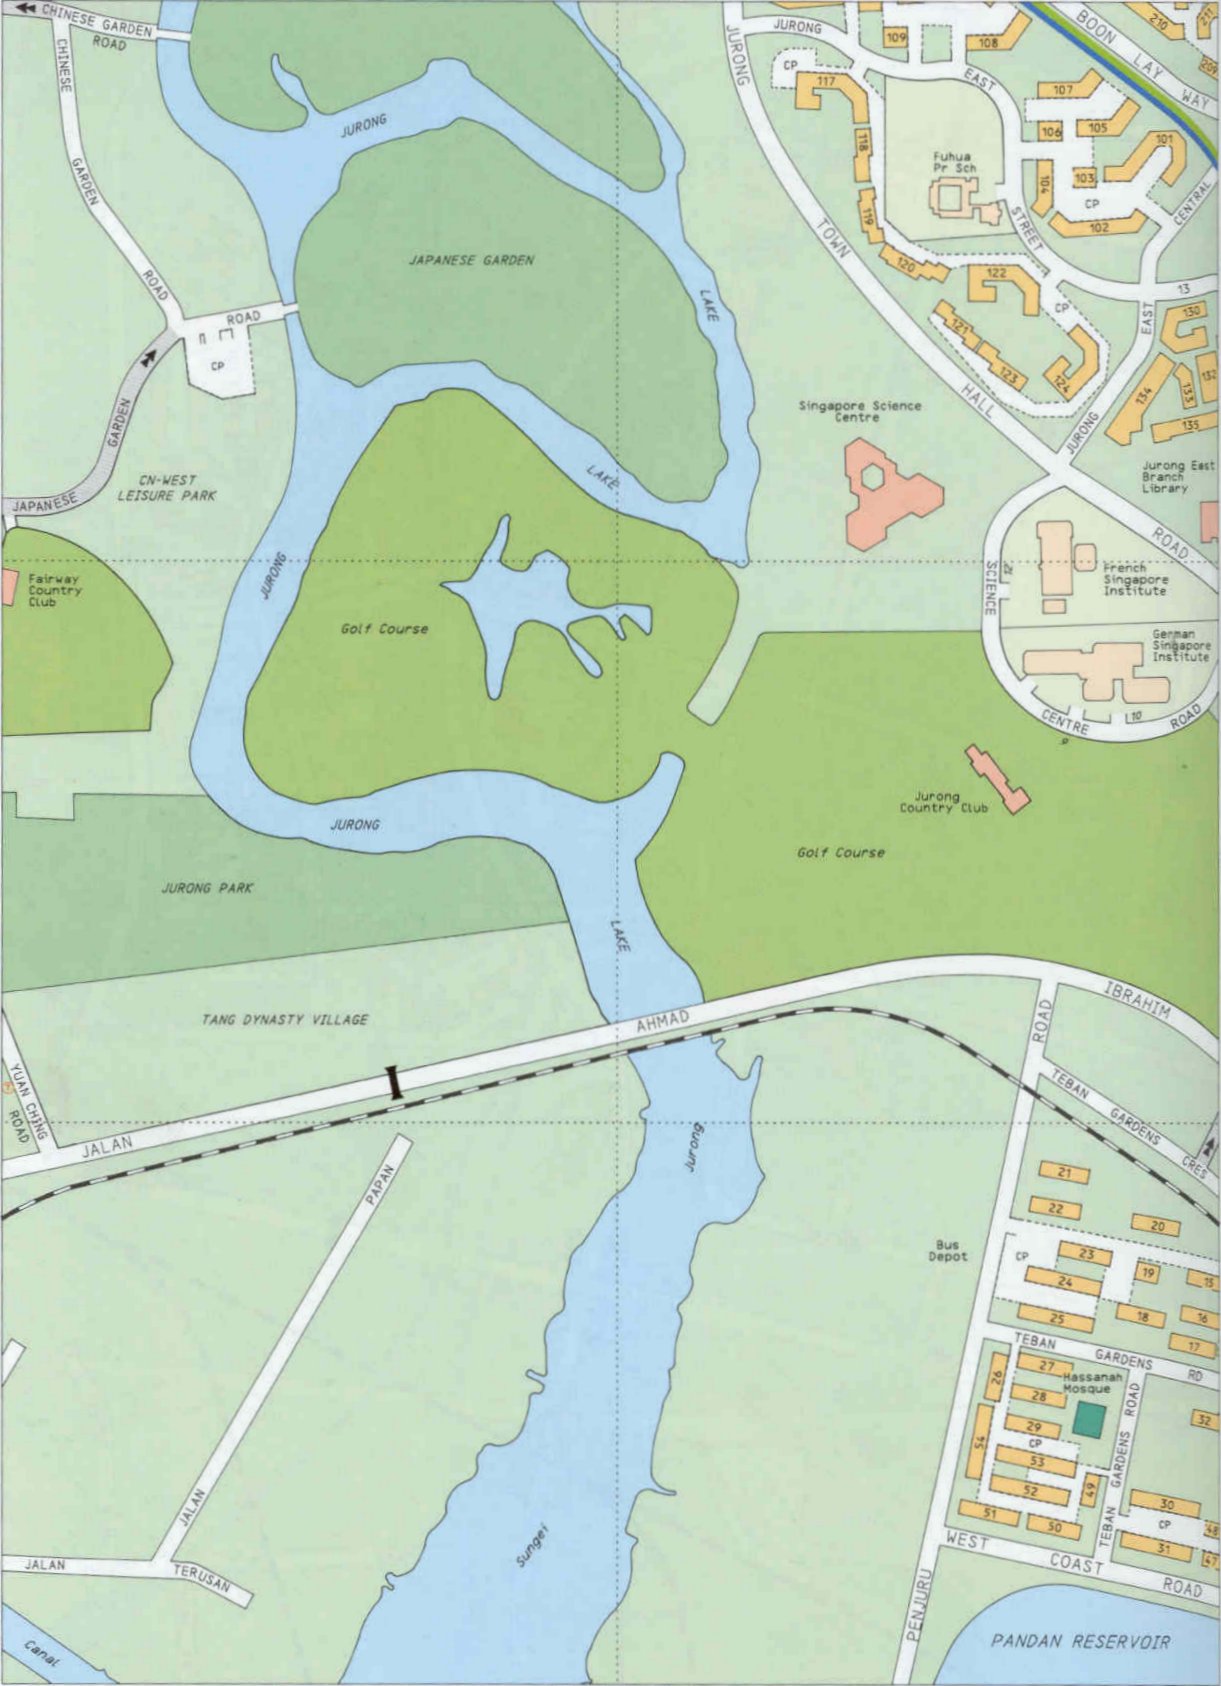 CHINESE GARDEN
ROAD
CHINESE
GARDEN
ROAD
JURONG
JURONG
EAST
STREET
13
109
108
BOON
LAY
WAY
210
211
209
CP
117
118
119
120
107
106
105
101
104
103
CP
102
CENTRAL
Fuhua
Pr Sch
JURONG
TOWN
HALL
ROAD
JAPANESE GARDEN
LAKE
122
CP
121
123
124
EAST
JURONG
130
132
133
134
135
ROAD
CP
GARDEN
JAPANESE
CN-WEST
LEISURE PARK
Singapore Science
Centre
Jurong East
Branch
Library
LAKE
JURONG
Fairway
Country
Club
Golf Course
SCIENCE
12
French
Singapore
Institute
German
Singapore
Institute
CENTRE
10
ROAD
9
Jurong
Country Club
Golf Course
JURONG
JURONG PARK
LAKE
TANG DYNASTY VILLAGE
AHMAD
IBRAHIM
ROAD
YUAN CHING
ROAD
JALAN
TEBAN
GARDENS
CRES
PAPAN
Jurong
21
22
20
Bus
Depot
CP
23
24
19
15
25
18
16
17
TEBAN
GARDENS
RD
26
27
Hassanah
Mosque
28
29
CP
54
53
52
49
51
50
TEBAN GARDENS ROAD
32
30
CP
31
48
47
JALAN
JALAN
TERUSAN
Sungei
WEST
COAST
ROAD
PENJURU
Canal
PANDAN RESERVOIR